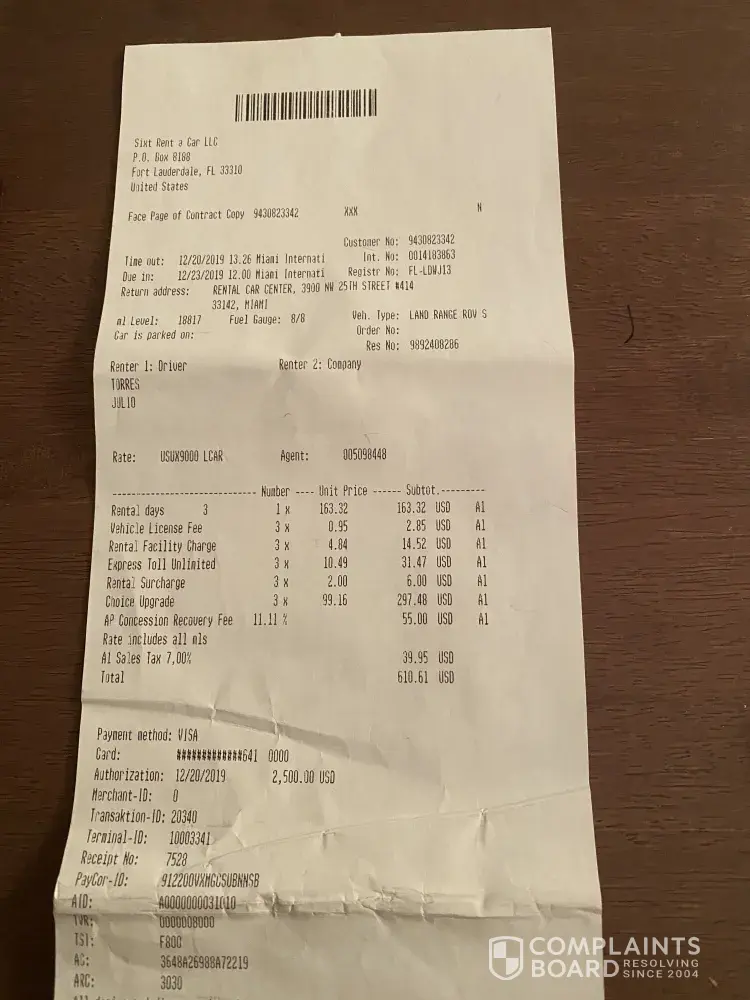 Sixt Rent a Car LLC
P.O. Box 8188
Fort Lauderdale, FL 33310
United States
Face Page of Contract Copy 9430823342 XXX N
Customer No: 9430823342
Time out: 12/20/2019 13.26 Miami Internati Int. No: 0014183863
Due in: 12/23/2019 12.00 Miami Internati Registr No: FL-LDWJ13
Return address: RENTAL CAR CENTER, 3900 NW 25TH STREET #414
33142, MIAMI
ml Level: 18817 Fuel Gauge: 8/8 Veh. Type: LAND RANGE ROV S
Car is parked on: Order No:
Res No: 9892408286
Renter 1: Driver Renter 2: Company
TORRES
JULIO
Rate: USUX9000 LCAR Agent: 005098448
Number ---- Unit Price ------ Subtot.---------
Rental days 3 1 x 163.32 163.32 USD A1
Vehicle License Fee 3 x 0.95 2.85 USD A1
Rental Facility Charge 3 x 4.84 14.52 USD A1
Express Toll Unlimited 3 x 10.49 31.47 USD A1
Rental Surcharge 3 x 2.00 6.00 USD A1
Choice Upgrade 3 x 99.16 297.48 USD A1
AP Concession Recovery Fee 11.11 % 55.00 USD A1
Rate includes all mls
A1 Sales Tax 7,00% 39.95 USD
Total 610.61 USD
Payment method: VISA
Card: #############641 0000
Authorization: 12/20/2019 2,500.00 USD
Merchant-ID: 0
Transaktion-ID: 20340
Terminal-ID: 10003341
Receipt No: 7528
PayCor-ID: 912200VXMGCSUBNNSB
AID: A0000000031010
TVR: 0000008000
TSI: F800
AC: 3648A26988A72219
ARC: 3030
COMPLAINTS
BOARD RESOLVING
SINCE 2004